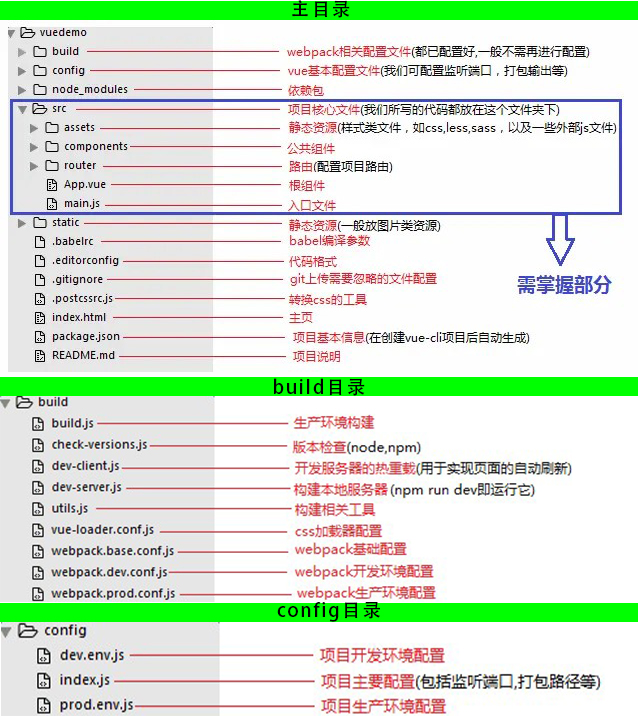 主目录
vuedemo
build webpack相关配置文件(都已配置好,一般不需再进行配置)
config vue基本配置文件(我们可配置监听端口，打包输出等)
node_modules 依赖包
src 项目核心文件(我们所写的代码都放在这个文件夹下)
assets 静态资源(样式类文件，如css,less,sass，以及一些外部js文件)
components 公共组件
router 路由(配置项目路由)
App.vue 根组件
main.js 入口文件
static 静态资源(一般放图片类资源)
.babelrc babel编译参数
.editorconfig 代码格式
需掌握部分
.gitignore git上传需要忽略的文件配置
.postcssrc.js 转换css的工具
index.html 主页
package.json 项目基本信息(在创建vue-cli项目后自动生成)
README.md 项目说明
build目录
build
build.js 生产环境构建
check-versions.js 版本检查(node,npm)
dev-client.js 开发服务器的热重载(用于实现页面的自动刷新)
dev-server.js 构建本地服务器(npm run dev即运行它)
utils.js 构建相关工具
vue-loader.conf.js css加载器配置
webpack.base.conf.js webpack基础配置
webpack.dev.conf.js webpack开发环境配置
webpack.prod.conf.js webpack生产环境配置
config目录
config
dev.env.js 项目开发环境配置
index.js 项目主要配置(包括监听端口,打包路径等)
prod.env.js 项目生产环境配置